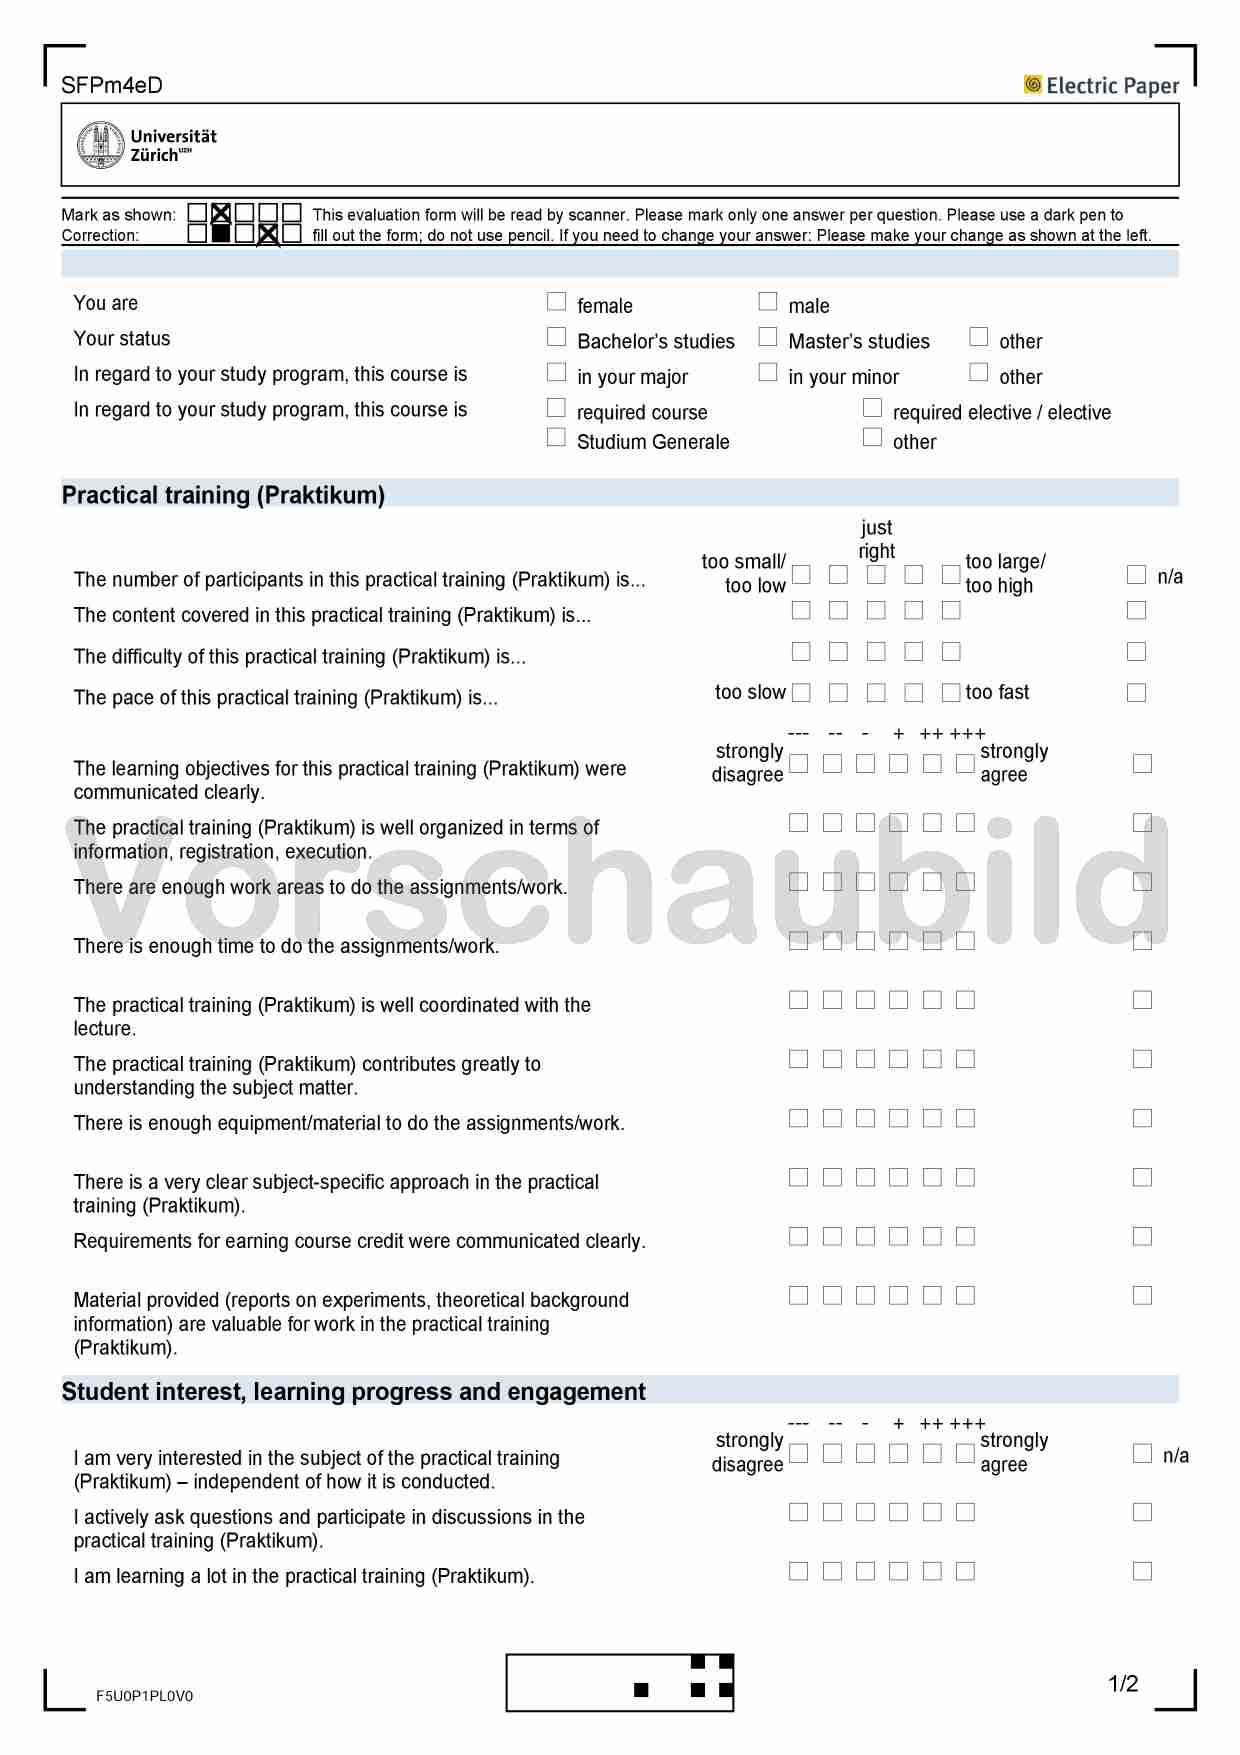 SFPm4eD
Electric Paper
Universität
Zürich UZH
Mark as shown: This evaluation form will be read by scanner. Please mark only one answer per question. Please use a dark pen to
Correction: fill out the form; do not use pencil. If you need to change your answer: Please make your change as shown at the left.
You are female male
Your status Bachelor’s studies Master’s studies other
In regard to your study program, this course is in your major in your minor other
In regard to your study program, this course is required course required elective / elective
Studium Generale other
Practical training (Praktikum)
just
right
too small/ too large/
The number of participants in this practical training (Praktikum) is... too low too high n/a
The content covered in this practical training (Praktikum) is...
The difficulty of this practical training (Praktikum) is...
The pace of this practical training (Praktikum) is... too slow too fast
--- -- - + ++ +++
strongly strongly
The learning objectives for this practical training (Praktikum) were disagree agree
communicated clearly.
The practical training (Praktikum) is well organized in terms of
information, registration, execution.
There are enough work areas to do the assignments/work.
Vorschaubild
There is enough time to do the assignments/work.
The practical training (Praktikum) is well coordinated with the
lecture.
The practical training (Praktikum) contributes greatly to
understanding the subject matter.
There is enough equipment/material to do the assignments/work.
There is a very clear subject-specific approach in the practical
training (Praktikum).
Requirements for earning course credit were communicated clearly.
Material provided (reports on experiments, theoretical background
information) are valuable for work in the practical training
(Praktikum).
Student interest, learning progress and engagement
--- -- - + ++ +++
strongly strongly
I am very interested in the subject of the practical training disagree agree n/a
(Praktikum) – independent of how it is conducted.
I actively ask questions and participate in discussions in the
practical training (Praktikum).
I am learning a lot in the practical training (Praktikum).
F5U0P1PL0V0
1/2